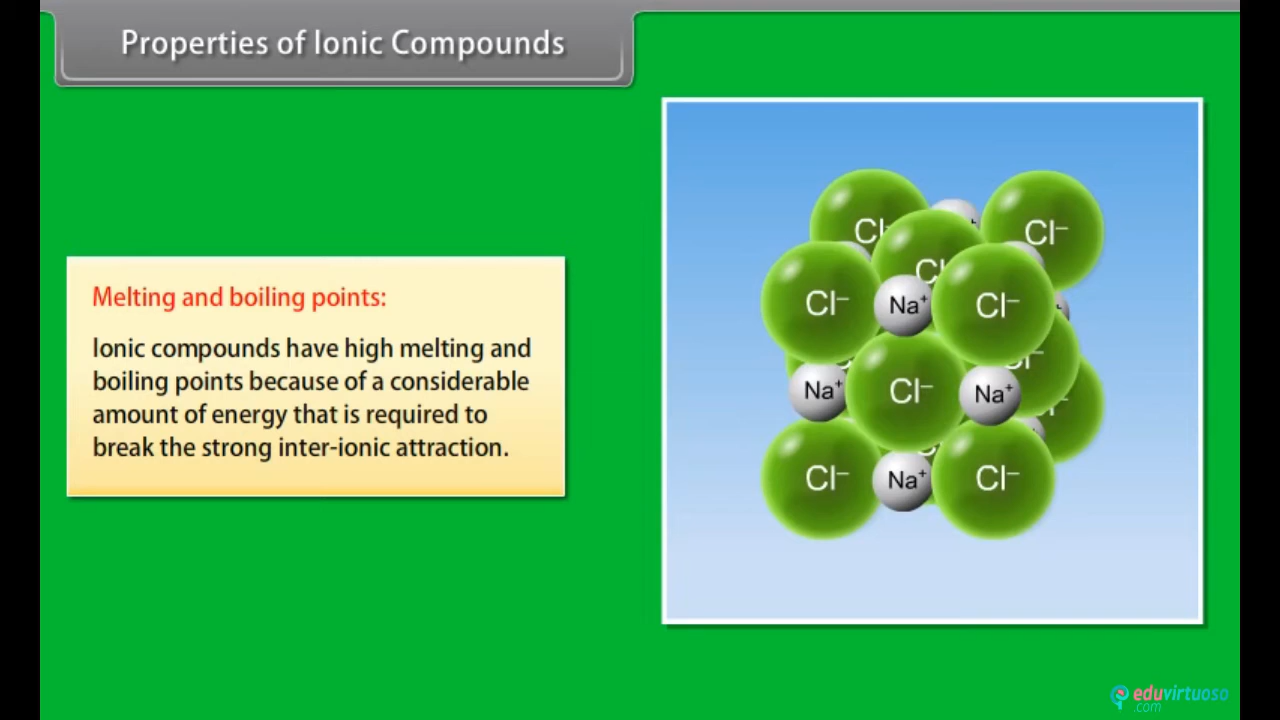 Properties of Ionic Compounds
Melting and boiling points:
Ionic compounds have high melting and
boiling points because of a considerable
amount of energy that is required to
break the strong inter-ionic attraction.
Cl⁻
Cl⁻
Cl
Cl⁻
Na⁺
Cl⁻
Na⁺
Cl⁻
Na⁺
Cl⁻
Na⁺
Cl⁻
eduvirtuoso
.com